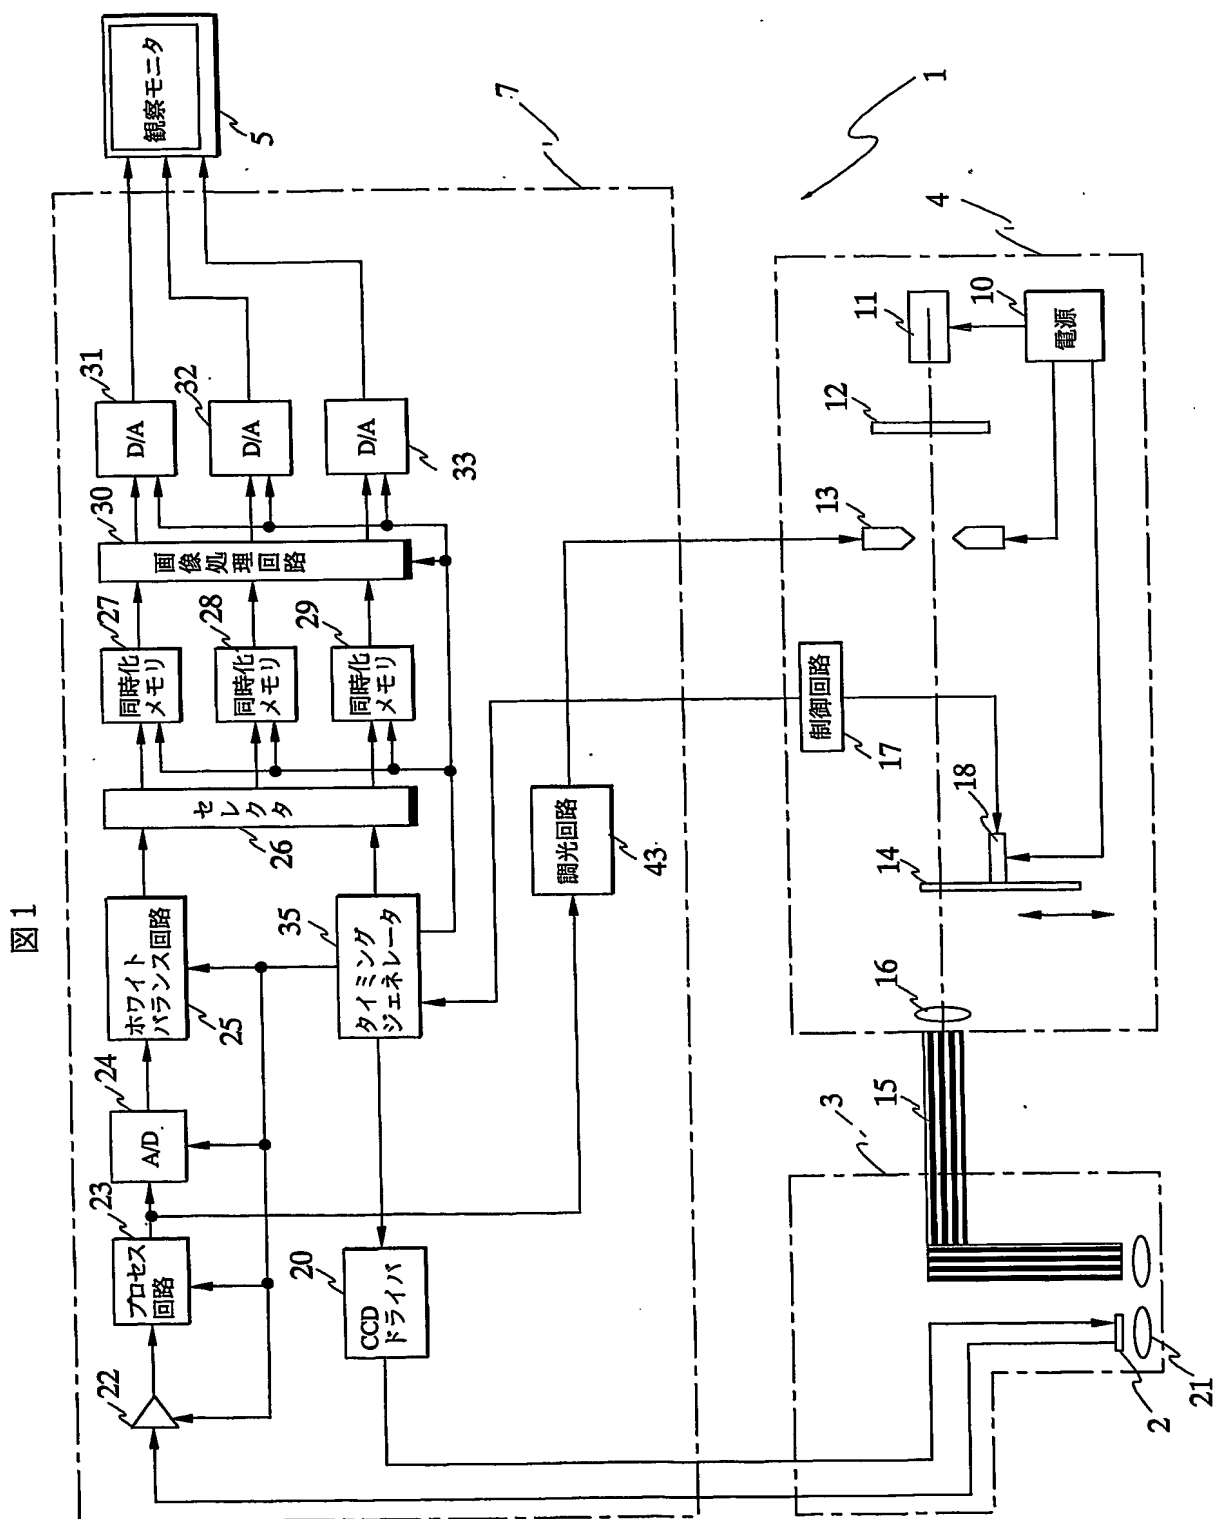 図1
観察モニタ
5
7
1
31
D/A
32
D/A
D/A
33
30
画像処理回路
27
同時化
メモリ
28
同時化
メモリ
29
同時化
メモリ
セレクタ
26
ホワイト
バランス回路
25
35
タイミング
ジェネレータ
調光回路
43
24
A/D
23
プロセス
回路
22
20
CCD
ドライバ
4
11
10
電源
12
13
制御回路
17
18
14
16
15
3
2
21